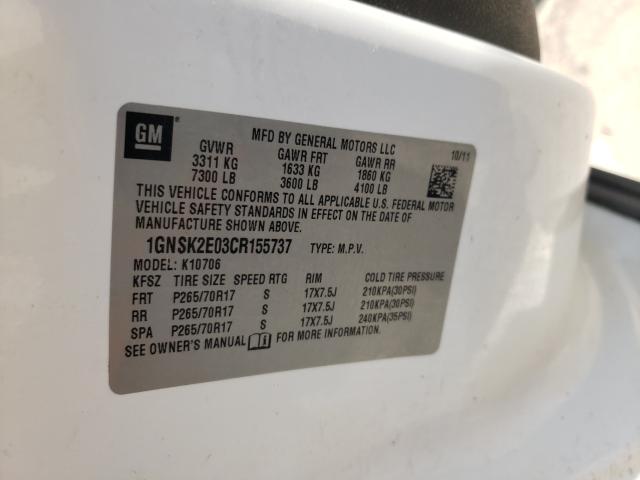 GM
MFD BY GENERAL MOTORS LLC
GVWR GAWR FRT GAWR RR 10/11
3311 KG 1633 KG 1860 KG
7300 LB 3600 LB 4100 LB
THIS VEHICLE CONFORMS TO ALL APPLICABLE U.S. FEDERAL MOTOR
VEHICLE SAFETY STANDARDS IN EFFECT ON THE DATE OF
MANUFACTURE SHOWN ABOVE.
1GNSK2E03CR155737 TYPE: M.P.V.
MODEL: K10706
KFSZ TIRE SIZE SPEED RTG RIM COLD TIRE PRESSURE
FRT P265/70R17 S 17X7.5J 210KPA(30PSI)
RR P265/70R17 S 17X7.5J 210KPA(30PSI)
SPA P265/70R17 S 17X7.5J 240KPA(35PSI)
SEE OWNER'S MANUAL FOR MORE INFORMATION.